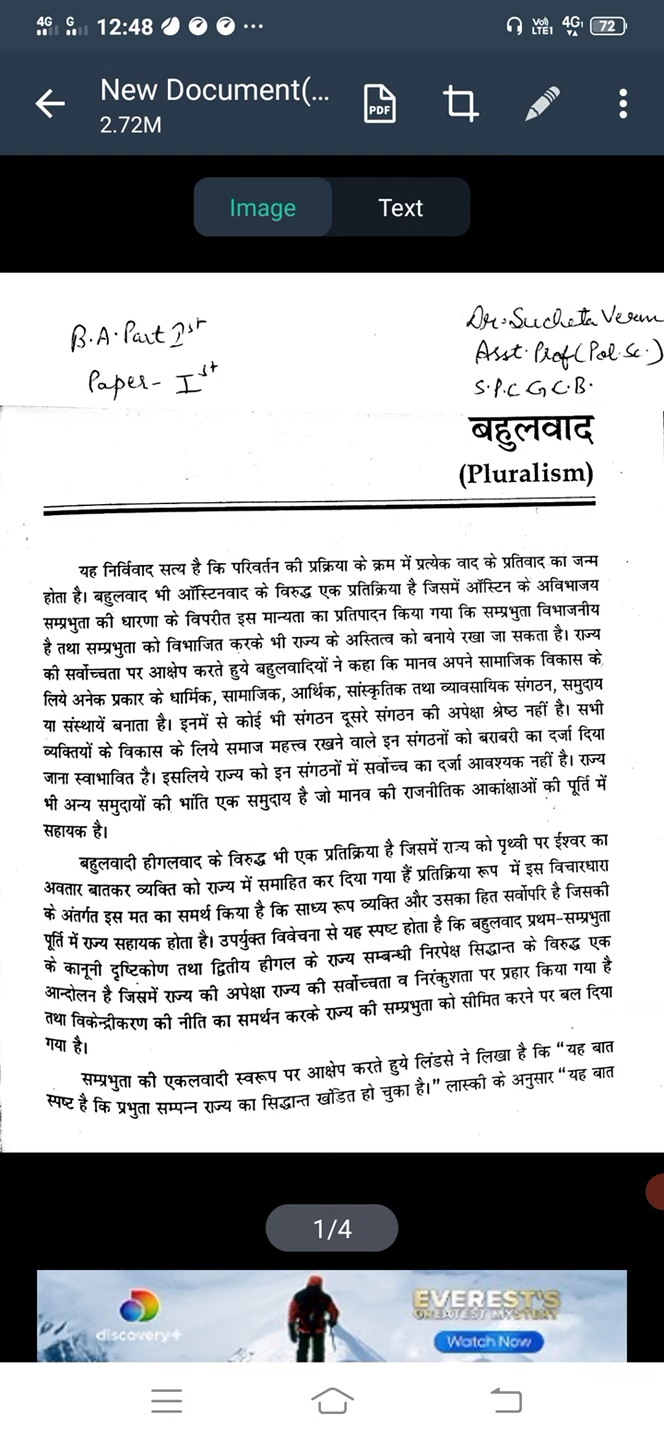 4G G 12:48 ... Vo)) LTE1 4G 72
New Document(...
2.72M
PDF
Image Text
B.A. Part Ist
Paper - Ist
Dr. Sucheta Verm
Asst. Prof (Pol. Sc.)
S.P.C G C.B.
बहुलवाद
(Pluralism)
यह निर्विवाद सत्य है कि परिवर्तन की प्रक्रिया के क्रम में प्रत्येक वाद के प्रतिवाद का जन्म
होता है। बहुलवाद भी ऑस्टिनवाद के विरुद्ध एक प्रतिक्रिया है जिसमें ऑस्टिन के अविभाजय
सम्प्रभुता की धारणा के विपरीत इस मान्यता का प्रतिपादन किया गया कि सम्प्रभुता विभाजनीय
है तथा सम्प्रभुता को विभाजित करके भी राज्य के अस्तित्व को बनाये रखा जा सकता है। राज्य
की सर्वोच्चता पर आक्षेप करते हुये बहुलवादियों ने कहा कि मानव अपने सामाजिक विकास के
लिये अनेक प्रकार के धार्मिक, सामाजिक, आर्थिक, सांस्कृतिक तथा व्यावसायिक संगठन, समुदाय
या संस्थायें बनाता है। इनमें से कोई भी संगठन दूसरे संगठन की अपेक्षा श्रेष्ठ नहीं है। सभी
व्यक्तियों के विकास के लिये समाज महत्त्व रखने वाले इन संगठनों को बराबरी का दर्जा दिया
जाना स्वाभावित है। इसलिये राज्य को इन संगठनों में सर्वोच्च का दर्जा आवश्यक नहीं है। राज्य
भी अन्य समुदायों की भांति एक समुदाय है जो मानव की राजनीतिक आकांक्षाओं की पूर्ति में
सहायक है।
बहुलवादी हीगलवाद के विरुद्ध भी एक प्रतिक्रिया है जिसमें राज्य को पृथ्वी पर ईश्वर का
अवतार बातकर व्यक्ति को राज्य में समाहित कर दिया गया हैं प्रतिक्रिया रूप में इस विचारधारा
के अंतर्गत इस मत का समर्थ किया है कि साध्य रूप व्यक्ति और उसका हित सर्वोपरि है जिसकी
पूर्ति में राज्य सहायक होता है। उपर्युक्त विवेचना से यह स्पष्ट होता है कि बहुलवाद प्रथम-सम्प्रभुता
के कानूनी दृष्टिकोण तथा द्वितीय हीगल के राज्य सम्बन्धी निरपेक्ष सिद्धान्त के विरुद्ध एक
आन्दोलन है जिसमें राज्य की अपेक्षा राज्य की सर्वोच्चता व निरंकुशता पर प्रहार किया गया है
तथा विकेन्द्रीकरण की नीति का समर्थन करके राज्य की सम्प्रभुता को सीमित करने पर बल दिया
गया है।
सम्प्रभुता की एकलवादी स्वरूप पर आक्षेप करते हुये लिंडसे ने लिखा है कि “यह बात
स्पष्ट है कि प्रभुता सम्पन्न राज्य का सिद्धान्त खंडित हो चुका है।” लास्की के अनुसार “यह बात
1/4
discovery+
EVEREST'S
GREATEST MYSTERY
Watch Now